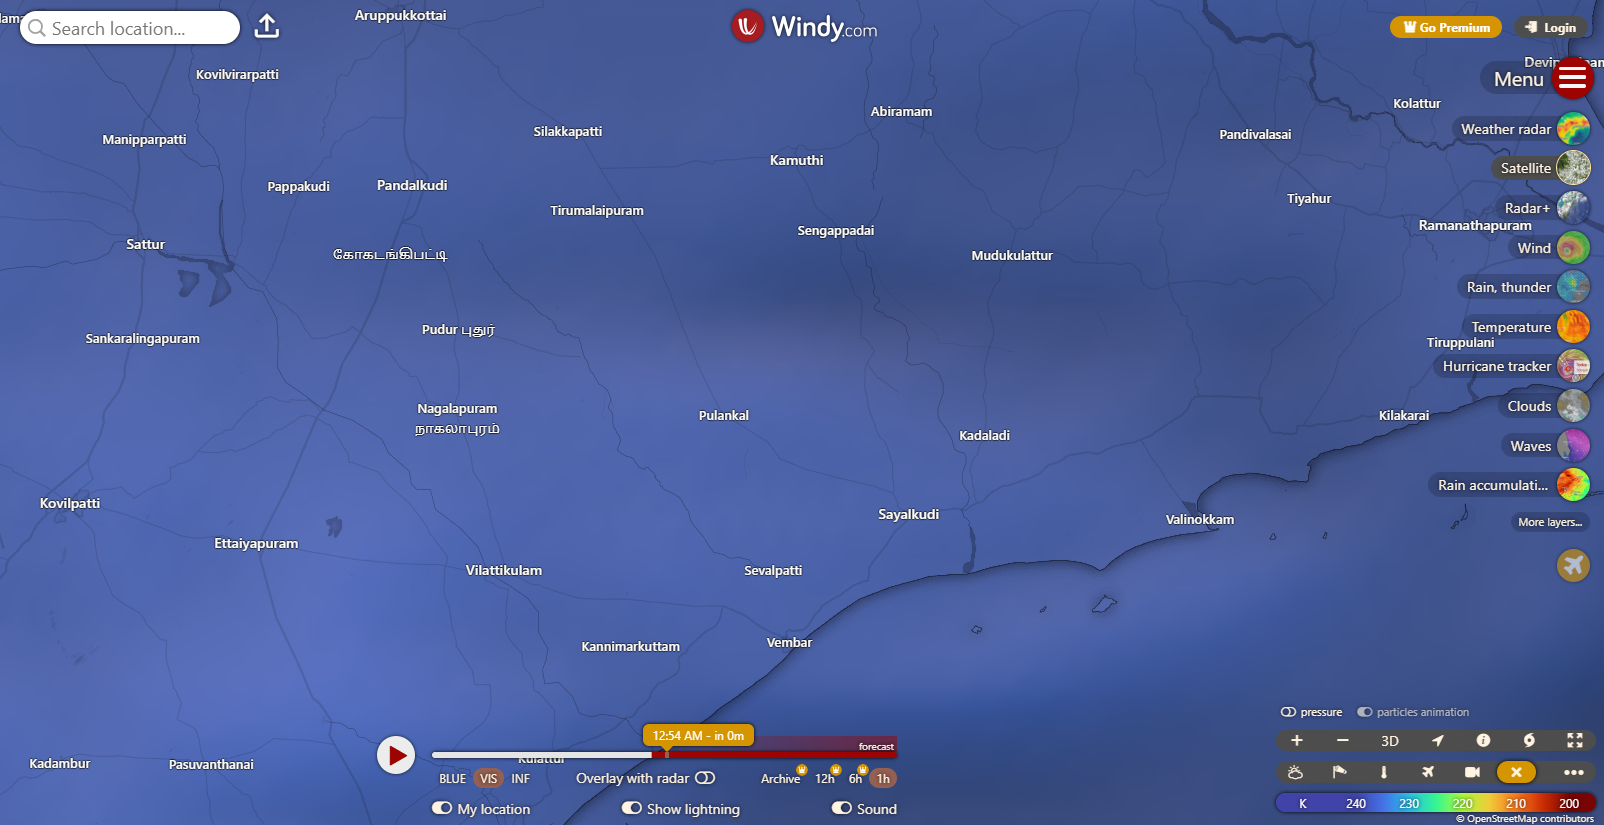 Search location...
Aruppukkottai
Windy.com
Go Premium
Login
Menu
Kovilvirarpatti
Abiramam
Kolattur
Manipparpatti
Silakkapatti
Pandivalasai
Weather radar
Kamuthi
Satellite
Pappakudi
Pandalkudi
Tirumalaipuram
Tiyahur
Radar+
Sengappadai
Ramanathapuram
Sattur
கோகடங்கிபட்டி
Mudukulattur
Wind
Rain, thunder
Pudur புதுர்
Temperature
Sankaralingapuram
Tiruppulani
Hurricane tracker
Nagalapuram
நாகலாபுரம்
Pulankal
Clouds
Kilakarai
Kadaladi
Waves
Rain accumulati...
Kovilpatti
Sayalkudi
Valinokkam
More layers...
Ettaiyapuram
Vilattikulam
Sevalpatti
Kannimarkuttam
Vembar
pressure
particles animation
12:54 AM - in 0m
forecast
+ − 3D
Kadambur
Pasuvanthanai
BLUE VIS INF
Overlay with radar
Archive 12h 6h 1h
My location
Show lightning
Sound
K 240 230 220 210 200
© OpenStreetMap contributors